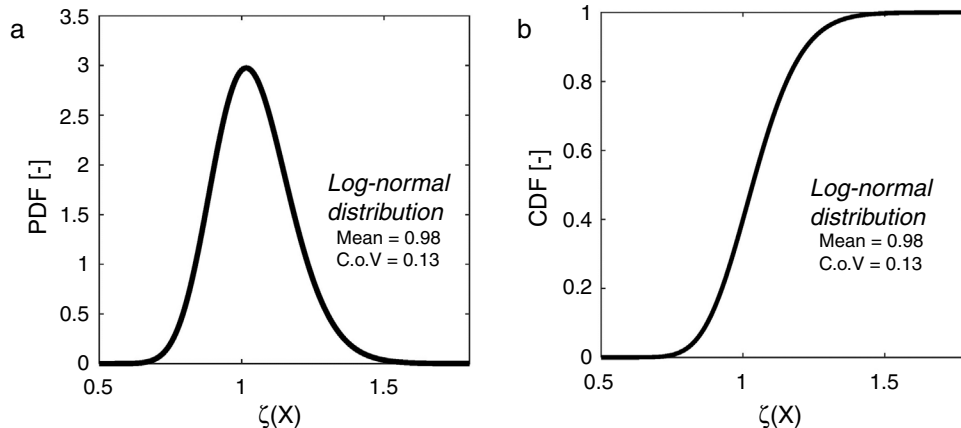 a
3.5
3
2.5
2
1.5
1
0.5
0
PDF [-]
0.5 1 1.5
ζ(X)
Log-normal
distribution
Mean = 0.98
C.o.V = 0.13
b
1
0.8
0.6
0.4
0.2
0
CDF [-]
0.5 1 1.5
ζ(X)
Log-normal
distribution
Mean = 0.98
C.o.V = 0.13